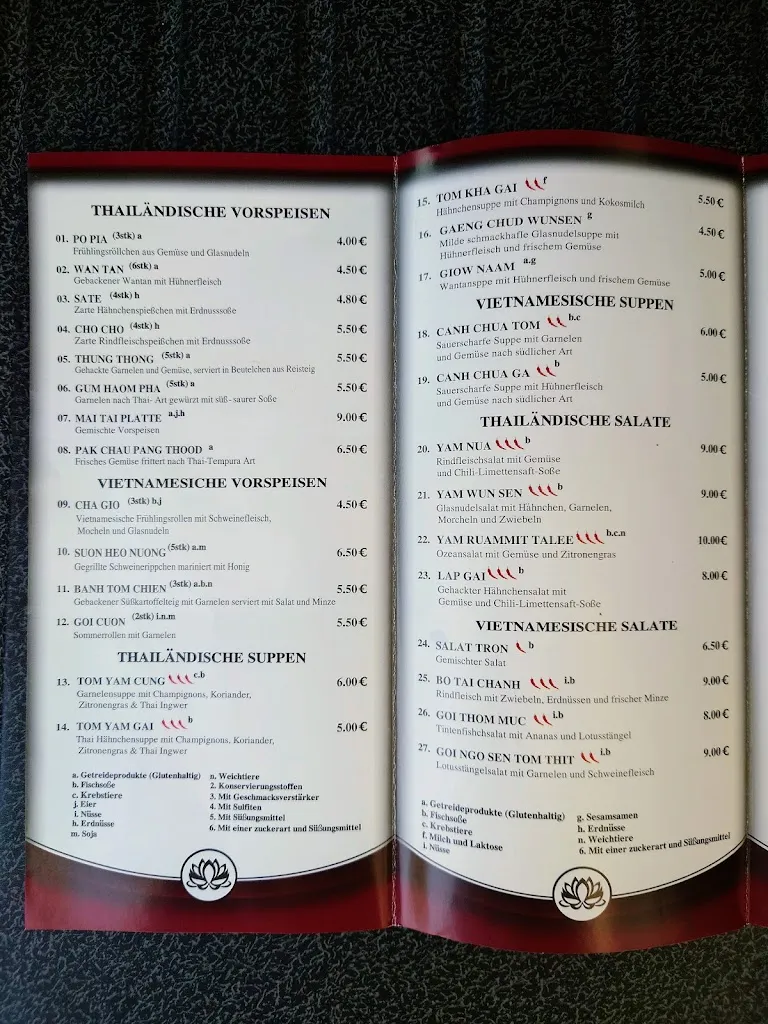 THAILÄNDISCHE VORSPEISEN
01. PO PIA (3stk) a 4.00 €
Frühlingsröllchen aus Gemüse und Glasnudeln
02. WAN TAN (6stk) a 4.50 €
Gebackener Wantan mit Hühnerfleisch
03. SATE (4stk) h 4.80 €
Zarte Hähnchenspießchen mit Erdnusssoße
04. CHO CHO (4stk) h 5.50 €
Zarte Rindfleischspeißchen mit Erdnusssoße
05. THUNG THONG (5stk) a 5.50 €
Gehackte Garnelen und Gemüse, serviert in Beutelchen aus Reisteig
06. GUM HAOM PHA (5stk) a 5.50 €
Garnelen nach Thai- Art gewürzt mit süß- saurer Soße
07. MAI TAI PLATTE a.j.h 9.00 €
Gemischte Vorspeisen
08. PAK CHAU PANG THOOD a 6.50 €
Frisches Gemüse frittert nach Thai-Tempura Art
VIETNAMESICHE VORSPEISEN
09. CHA GIO (3stk) b.j 4.50 €
Vietnamesische Frühlingsrollen mit Schweinefleisch,
Mocheln und Glasnudeln
10. SUON HEO NUONG (5stk) a.m 6.50 €
Gegrillte Schweinerippchen mariniert mit Honig
11. BANH TOM CHIEN (3stk) a.b.n 5.50 €
Gebackener Süßkartoffelteig mit Garnelen serviert mit Salat und Minze
12. GOI CUON (2stk) i.n.m 5.50 €
Sommerrollen mit Garnelen
THAILÄNDISCHE SUPPEN
13. TOM YAM CUNG c.b 6.00 €
Garnelensuppe mit Champignons, Koriander,
Zitronengras & Thai Ingwer
14. TOM YAM GAI b 5.00 €
Thai Hähnchensuppe mit Champignons, Koriander,
Zitronengras & Thai Ingwer
a. Getreideprodukte (Glutenhaltig)
b. Fischsoße
c. Krebstiere
j. Eier
i. Nüsse
h. Erdnüsse
m. Soja
n. Weichtiere
2. Konservierungsstoffen
3. Mit Geschmacksverstärker
4. Mit Sulfiten
5. Mit Süßungsmittel
6. Mit einer zuckerart und Süßungsmittel
15. TOM KHA GAI f 5.50 €
Hähnchensuppe mit Champignons und Kokosmilch
16. GAENG CHUD WUNSEN g 4.50 €
Milde schmackhafle Glasnudelsuppe mit
Hühnerfleisch und frischem Gemüse
17. GIOW NAAM a.g 5.00 €
Wantansppe mit Hühnerfleisch und frischem Gemüse
VIETNAMESISCHE SUPPEN
18. CANH CHUA TOM b.c 6.00 €
Sauerscharfe Suppe mit Garnelen
und Gemüse nach südlicher Art
19. CANH CHUA GA b 5.00 €
Sauerscharfe Suppe mit Hühnerfleisch
und Gemüse nach südlicher Art
THAILÄNDISCHE SALATE
20. YAM NUA b 9.00 €
Rindfleischsalat mit Gemüse
und Chili-Limettensaft-Soße
21. YAM WUN SEN b 9.00 €
Glasnudelsalat mit Hähnchen, Garnelen,
Morcheln und Zwiebeln
22. YAM RUAMMIT TALEE b.c.n 10.00 €
Ozeansalat mit Gemüse und Zitronengras
23. LAP GAI b 8.00 €
Gehackter Hähnchensalat mit
Gemüse und Chili-Limettensaft-Soße
VIETNAMESISCHE SALATE
24. SALAT TRON b 6.50 €
Gemischter Salat
25. BO TAI CHANH i.b 9.00 €
Rindfleisch mit Zwiebeln, Erdnüssen und frischer Minze
26. GOI THOM MUC i.b 8.00 €
Tintenfishchsalat mit Ananas und Lotusstängel
27. GOI NGO SEN TOM THIT i.b 9.00 €
Lotusstängelsalat mit Garnelen und Schweinefleisch
a. Getreideprodukte (Glutenhaltig)
b. Fischsoße
c. Krebstiere
f. Milch und Laktose
i. Nüsse
g. Sesamsamen
h. Erdnüsse
n. Weichtiere
6. Mit einer zuckerart und Süßungsmittel